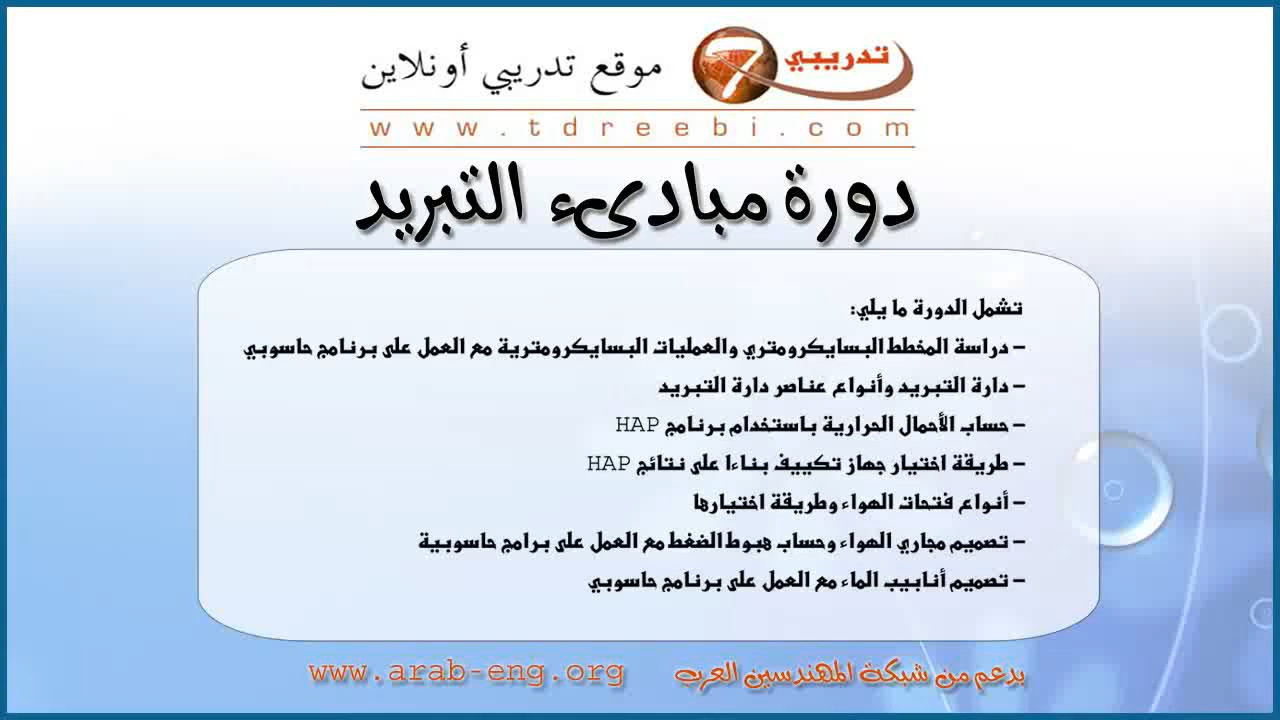 تدريبي
7
موقع تدريبي أونلاين
www.tdreebi.com
دورة مبادىء التبريد
تشمل الدورة ما يلي:
– دراسة المخطط البسايكرومتري والعمليات البسايكرومترية مع العمل على برنامج حاسوبي
– دارة التبريد وأنواع عناصر دارة التبريد
– حساب الأحمال الحرارية باستخدام برنامج HAP
– طريقة اختيار جهاز تكييف بناءا على نتائج HAP
– أنواع فتحات الهواء وطريقة اختيارها
– تصميم مجاري الهواء وحساب هبوط الضغط مع العمل على برامج حاسوبية
– تصميم أنابيب الماء مع العمل على برنامج حاسوبي
بدعم من شبكة المهندسين العرب www.arab-eng.org